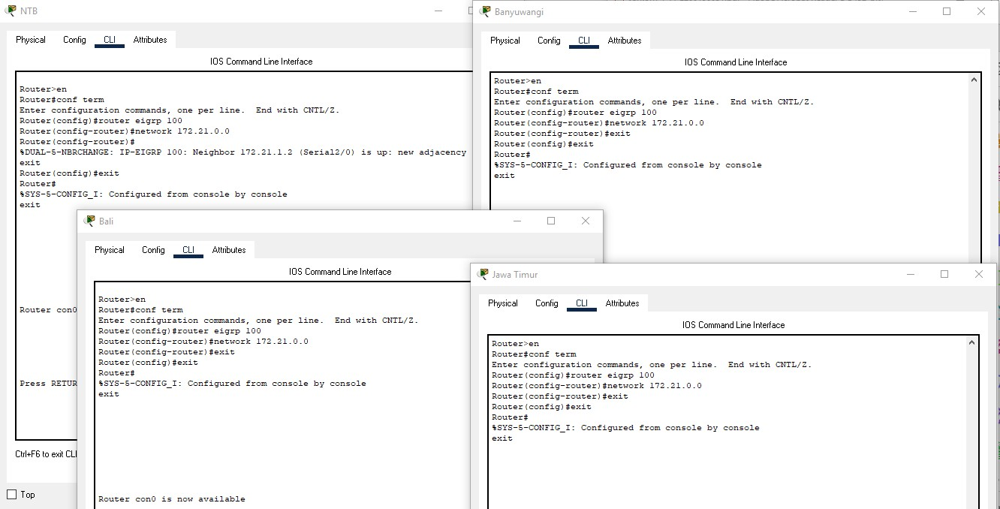 NTB
Physical Config CLI Attributes
IOS Command Line Interface
Router>en
Router#conf term
Enter configuration commands, one per line.  End with CNTL/Z.
Router(config)#router eigrp 100
Router(config-router)#network 172.21.0.0
Router(config-router)#
%DUAL-5-NBRCHANGE: IP-EIGRP 100: Neighbor 172.21.1.2 (Serial2/0) is up: new adjacency
exit
Router(config)#exit
Router#
%SYS-5-CONFIG_I: Configured from console by console
exit
Router con0
Press RETUR
Ctrl+F6 to exit CLI
Top
Banyuwangi
Physical Config CLI Attributes
IOS Command Line Interface
Router>en
Router#conf term
Enter configuration commands, one per line.  End with CNTL/Z.
Router(config)#router eigrp 100
Router(config-router)#network 172.21.0.0
Router(config-router)#exit
Router(config)#exit
Router#
%SYS-5-CONFIG_I: Configured from console by console
exit
Bali
Physical Config CLI Attributes
IOS Command Line Interface
Router>en
Router#conf term
Enter configuration commands, one per line.  End with CNTL/Z.
Router(config)#router eigrp 100
Router(config-router)#network 172.21.0.0
Router(config-router)#exit
Router(config)#exit
Router#
%SYS-5-CONFIG_I: Configured from console by console
exit
Router con0 is now available
Jawa Timur
Physical Config CLI Attributes
IOS Command Line Interface
Router>en
Router#conf term
Enter configuration commands, one per line.  End with CNTL/Z.
Router(config)#router eigrp 100
Router(config-router)#network 172.21.0.0
Router(config-router)#exit
Router(config)#exit
Router#
%SYS-5-CONFIG_I: Configured from console by console
exit